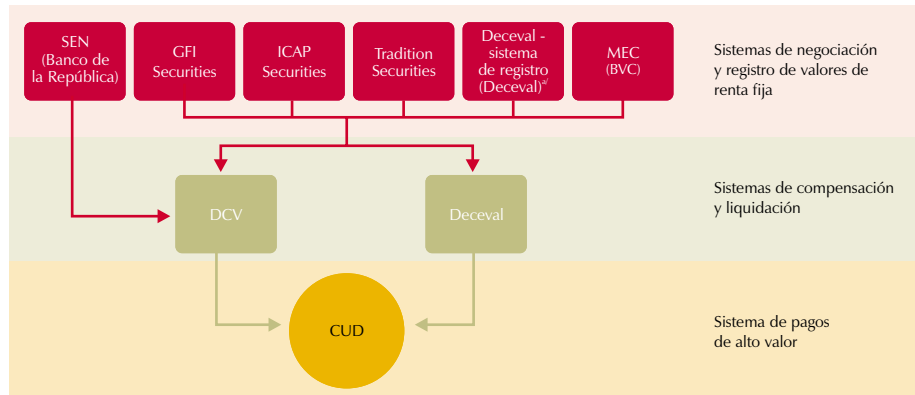 SEN
(Banco de
la República)
GFI
Securities
ICAP
Securities
Tradition
Securities
Deceval -
sistema
de registro
(Deceval)a/
MEC
(BVC)
Sistemas de negociación
y registro de valores de
renta fija
DCV
Deceval
Sistemas de compensación
y liquidación
CUD
Sistema de pagos
de alto valor